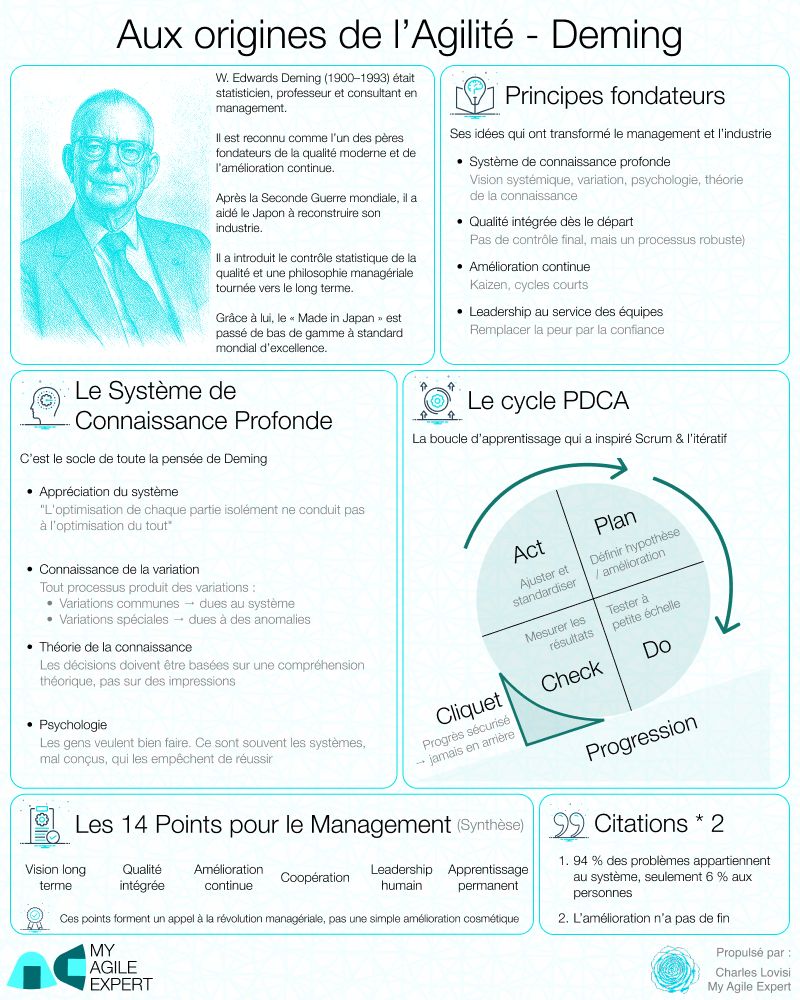 Aux origines de l’Agilité - Deming
W. Edwards Deming (1900–1993) était
statisticien, professeur et consultant en
management.
Il est reconnu comme l’un des pères
fondateurs de la qualité moderne et de
l’amélioration continue.
Après la Seconde Guerre mondiale, il a
aidé le Japon à reconstruire son
industrie.
Il a introduit le contrôle statistique de la
qualité et une philosophie managériale
tournée vers le long terme.
Grâce à lui, le « Made in Japan » est
passé de bas de gamme à standard
mondial d’excellence.
Principes fondateurs
Ses idées qui ont transformé le management et l’industrie
• Système de connaissance profonde
Vision systémique, variation, psychologie, théorie
de la connaissance
• Qualité intégrée dès le départ
Pas de contrôle final, mais un processus robuste)
• Amélioration continue
Kaizen, cycles courts
• Leadership au service des équipes
Remplacer la peur par la confiance
Le Système de
Connaissance Profonde
C’est le socle de toute la pensée de Deming
• Appréciation du système
"L’optimisation de chaque partie isolément ne conduit pas
à l’optimisation du tout"
• Connaissance de la variation
Tout processus produit des variations :
• Variations communes → dues au système
• Variations spéciales → dues à des anomalies
• Théorie de la connaissance
Les décisions doivent être basées sur une compréhension
théorique, pas sur des impressions
• Psychologie
Les gens veulent bien faire. Ce sont souvent les systèmes,
mal conçus, qui les empêchent de réussir
Le cycle PDCA
La boucle d’apprentissage qui a inspiré Scrum & l’itératif
Act
Ajuster et
standardiser
Plan
Définir hypothèse
/ amélioration
Mesurer les
résultats
Check
Tester à
petite échelle
Do
Cliquet
Progrès sécurisé
→ jamais en arrière
Progression
Les 14 Points pour le Management (Synthèse)
Vision long
terme
Qualité
intégrée
Amélioration
continue
Coopération
Leadership
humain
Apprentissage
permanent
Ces points forment un appel à la révolution managériale, pas une simple amélioration cosmétique
Citations * 2
1. 94 % des problèmes appartiennent
au système, seulement 6 % aux
personnes
2. L’amélioration n’a pas de fin
MY
AGILE
EXPERT
Propulsé par :
Charles Lovisi
My Agile Expert